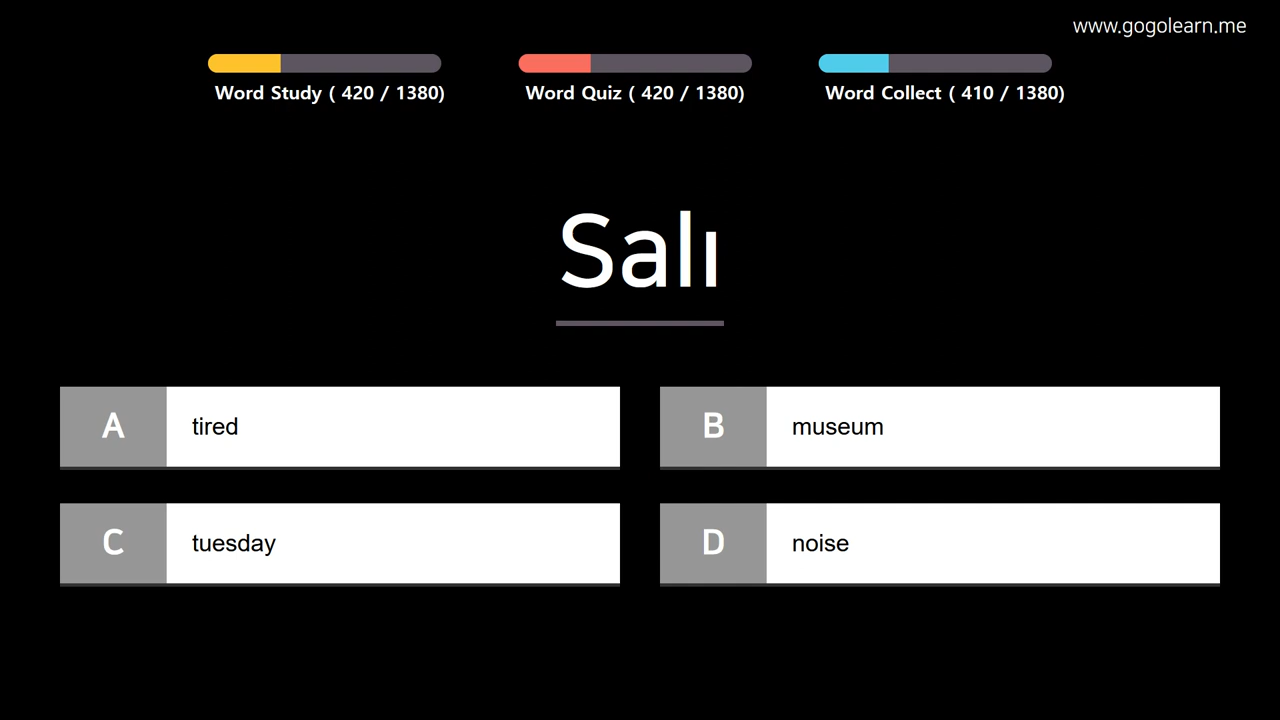 www.gogolearn.me
Word Study ( 420 / 1380)
Word Quiz ( 420 / 1380)
Word Collect ( 410 / 1380)
Salı
A tired
B museum
C tuesday
D noise